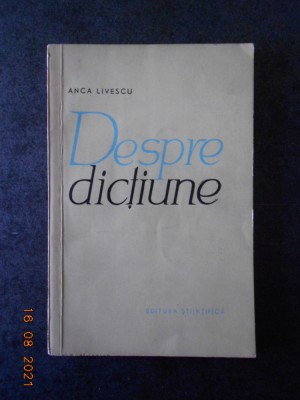 ANCA LIVESCU
Despre
dicțiune
EDITURA ȘTIINȚIFICĂ
16 08 2021